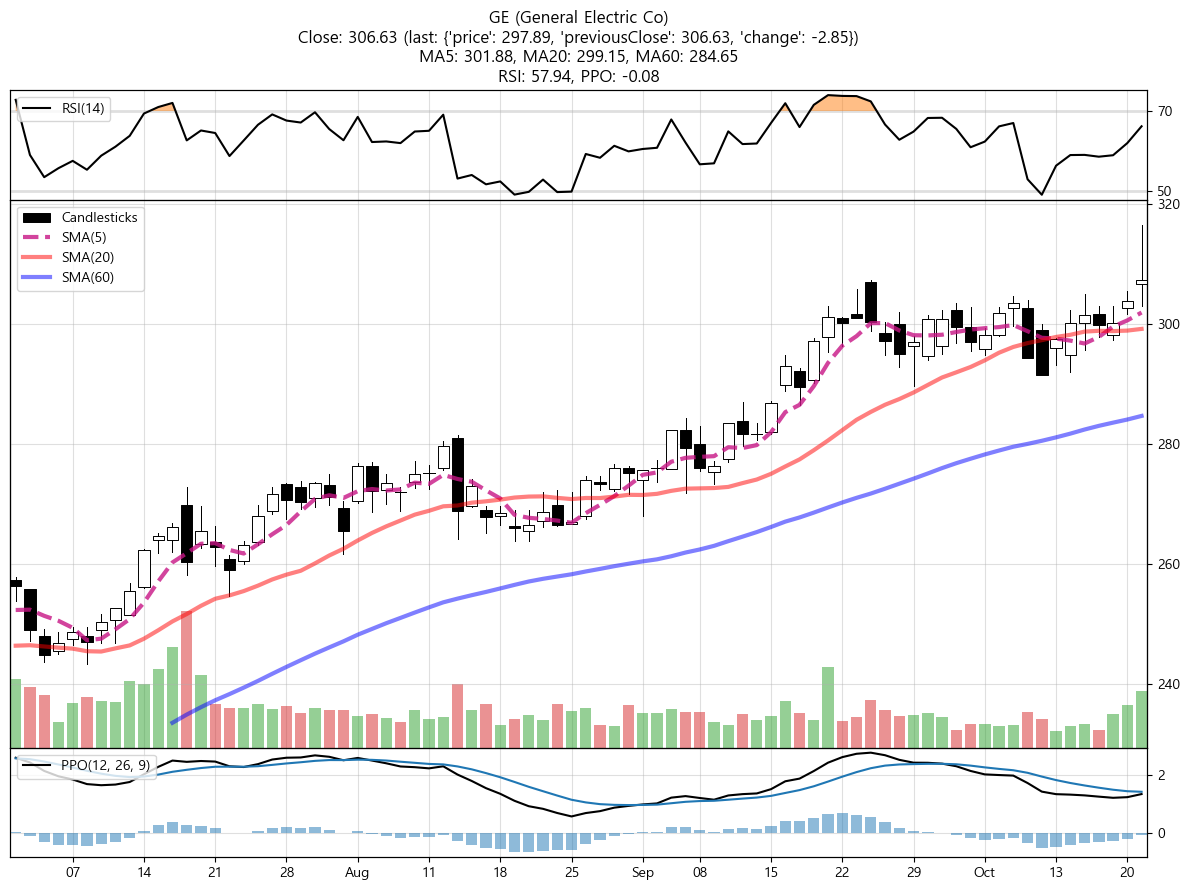 GE (General Electric Co)
Close: 306.63 (last: {'price': 297.89, 'previousClose': 306.63, 'change': -2.85})
MA5: 301.88, MA20: 299.15, MA60: 284.65
RSI: 57.94, PPO: -0.08
RSI(14)
70
50
Candlesticks
SMA(5)
SMA(20)
SMA(60)
320
300
280
260
240
PPO(12, 26, 9)
2
0
07 14 21 28 Aug 11 18 25 Sep 08 15 22 29 Oct 13 20